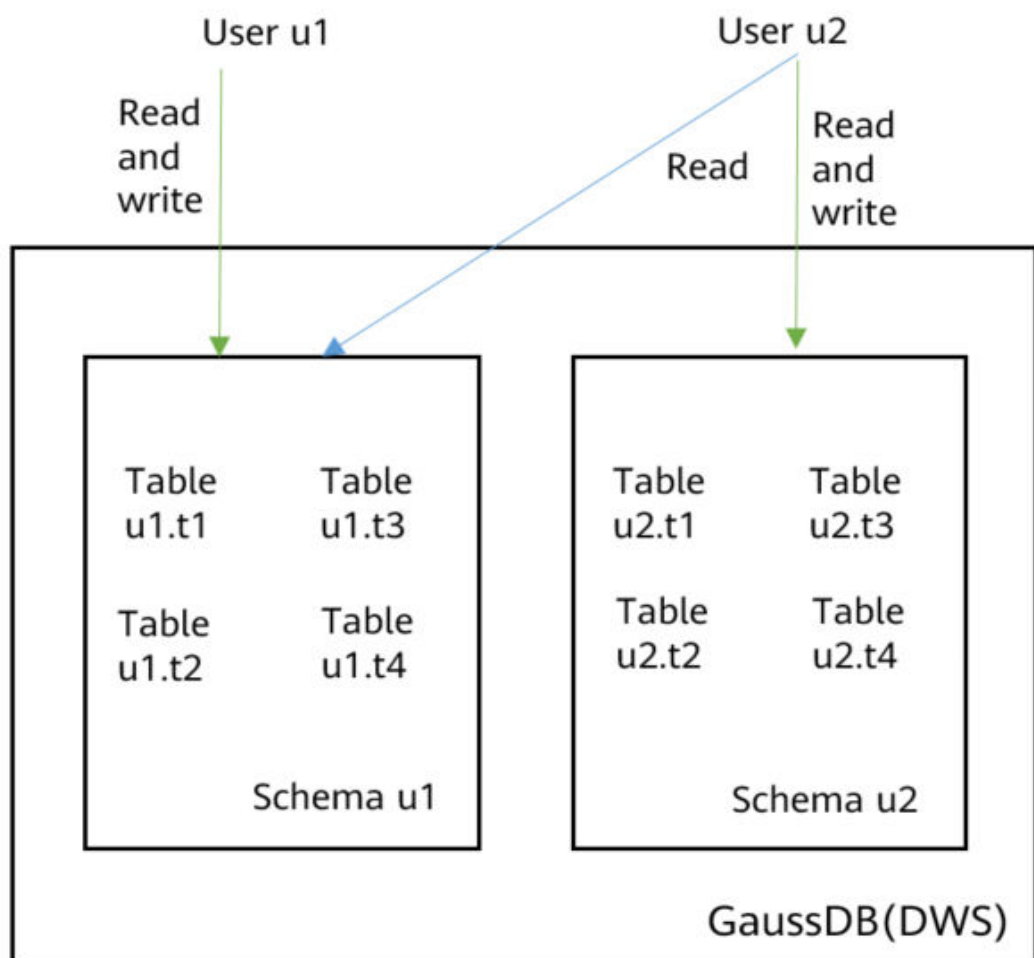 User u1
User u2
Read
and
write
Read
Read
and
write
Table
u1.t1
Table
u1.t3
Table
u1.t2
Table
u1.t4
Schema u1
Table
u2.t1
Table
u2.t3
Table
u2.t2
Table
u2.t4
Schema u2
GaussDB(DWS)